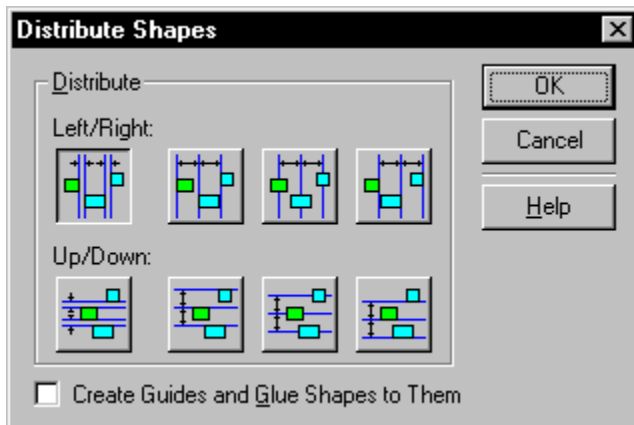 Distribute Shapes
Distribute
Left/Right:
Up/Down:
Create Guides and Glue Shapes to Them
OK
Cancel
Help